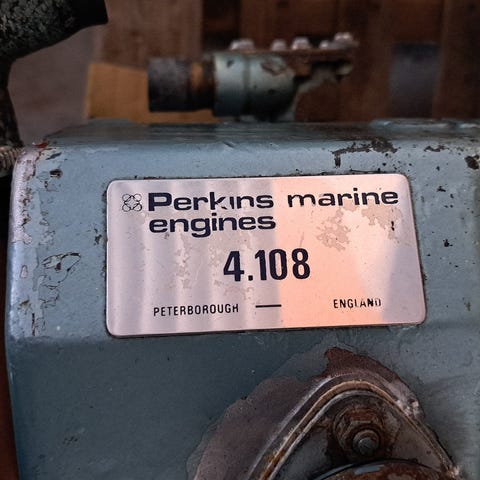 Perkins marine
engines
4.108
PETERBOROUGH — ENGLAND